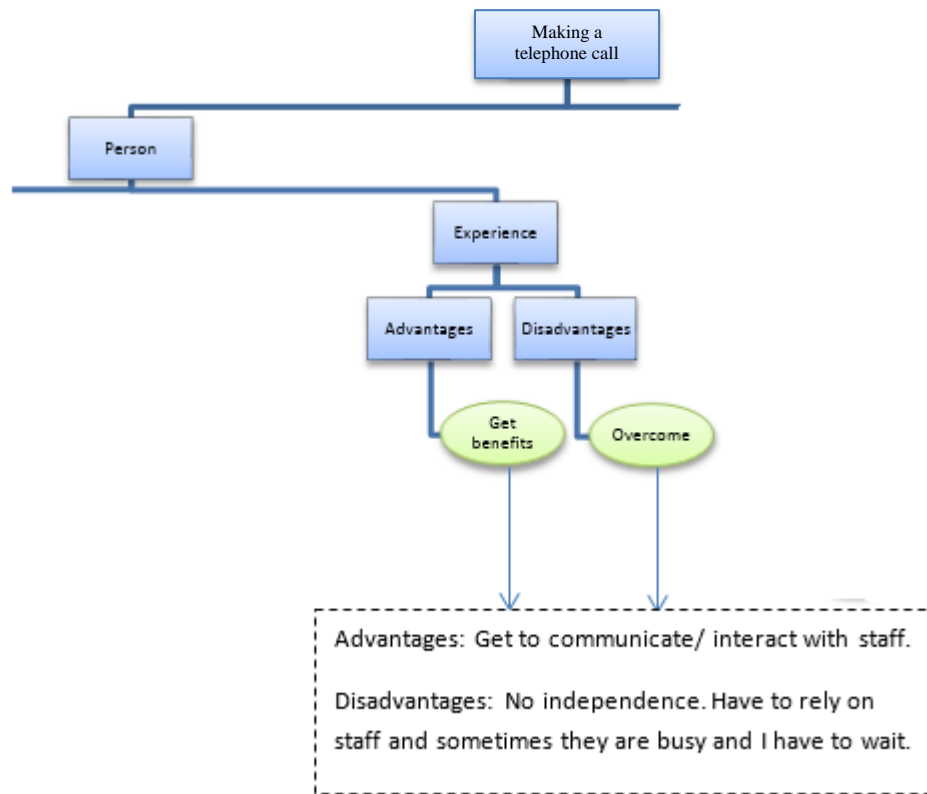 Making a
telephone call
Person
Experience
Advantages
Disadvantages
Get
benefits
Overcome
Advantages: Get to communicate/ interact with staff.
Disadvantages: No independence. Have to rely on
staff and sometimes they are busy and I have to wait.